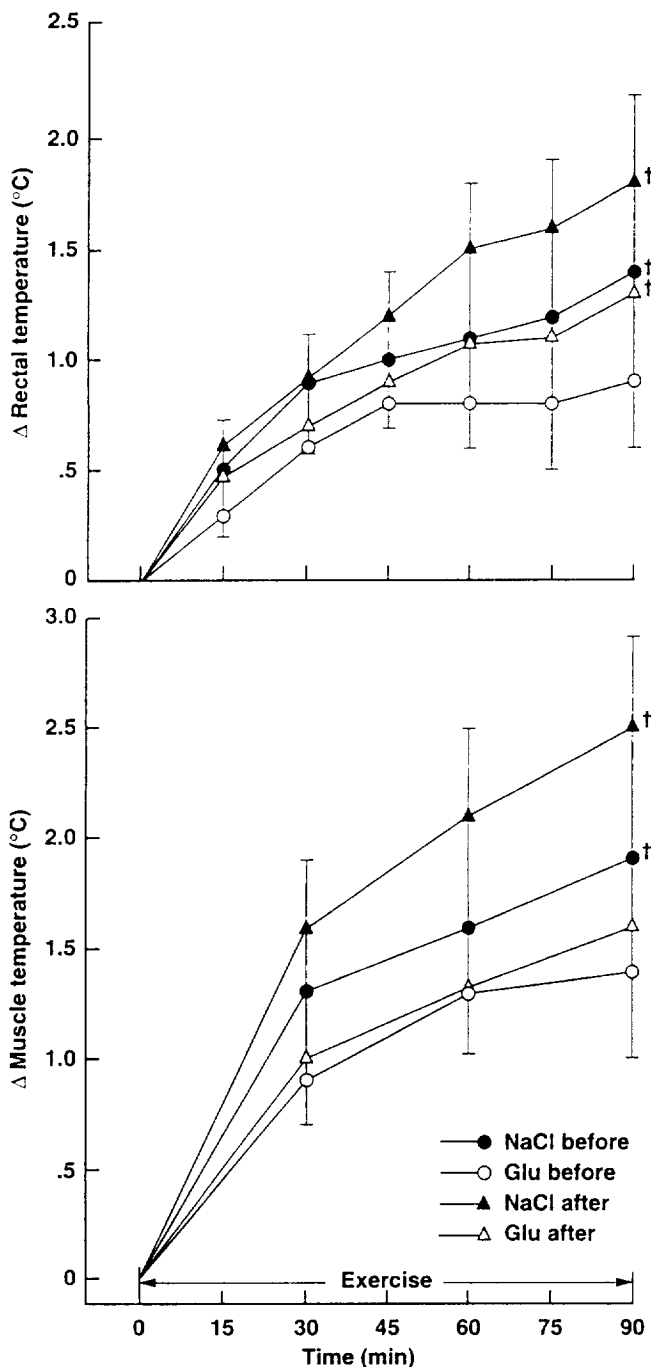 2.5
2.0
1.5
1.0
.5
0
Δ Rectal temperature (°C)
†
†
†
3.0
2.5
2.0
1.5
1.0
.5
0
Δ Muscle temperature (°C)
†
†
NaCl before
Glu before
NaCl after
Glu after
Exercise
0 15 30 45 60 75 90
Time (min)